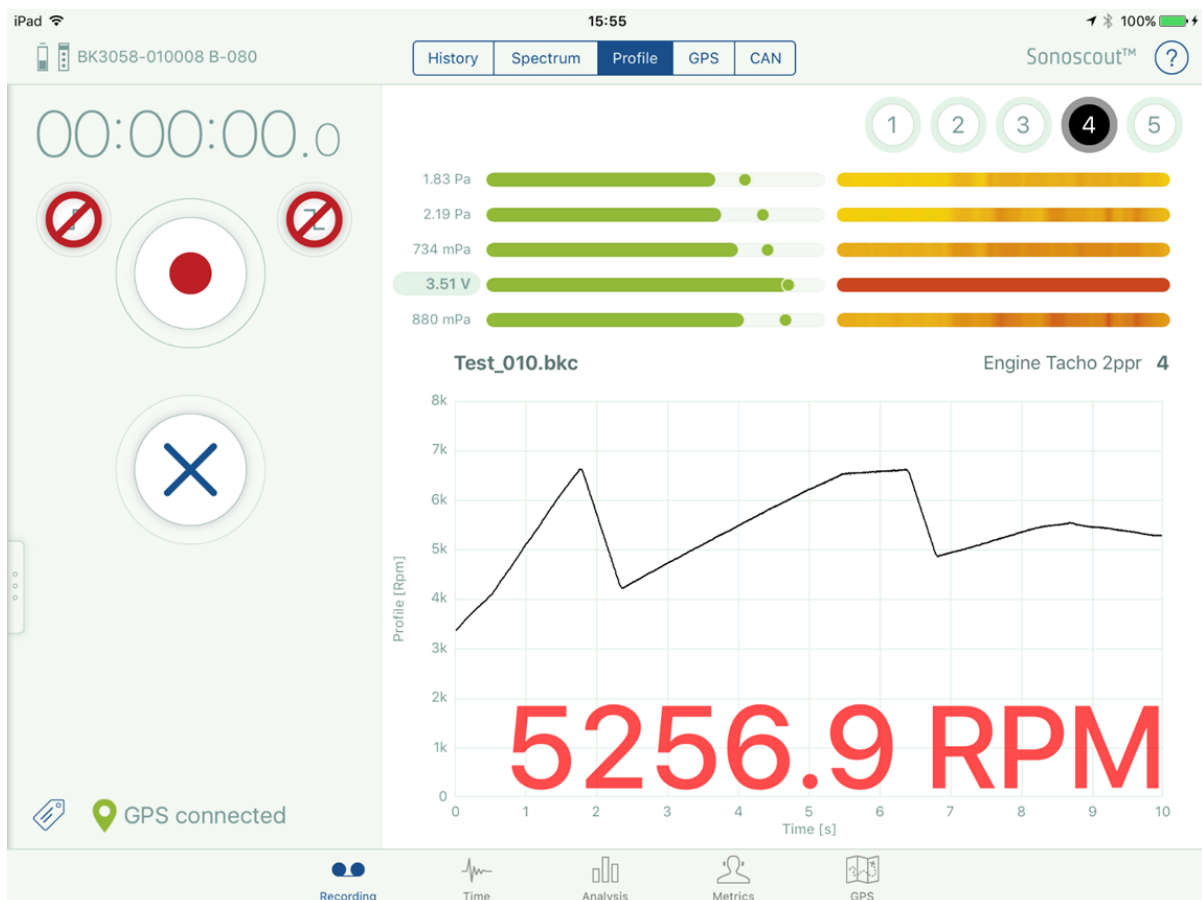 iPad 15:55 100%
BK3058-010008 B-080
History Spectrum Profile GPS CAN
Sonoscout™ ?
00:00:00.0
1 2 3 4 5
1.83 Pa
2.19 Pa
734 mPa
3.51 V
880 mPa
Test_010.bkc Engine Tacho 2ppr 4
8k
7k
6k
5k
4k
3k
2k
1k
0
Profile [Rpm]
5256.9 RPM
0 1 2 3 4 5 6 7 8 9 10
Time [s]
GPS connected
Recording Time Analysis Metrics GPS